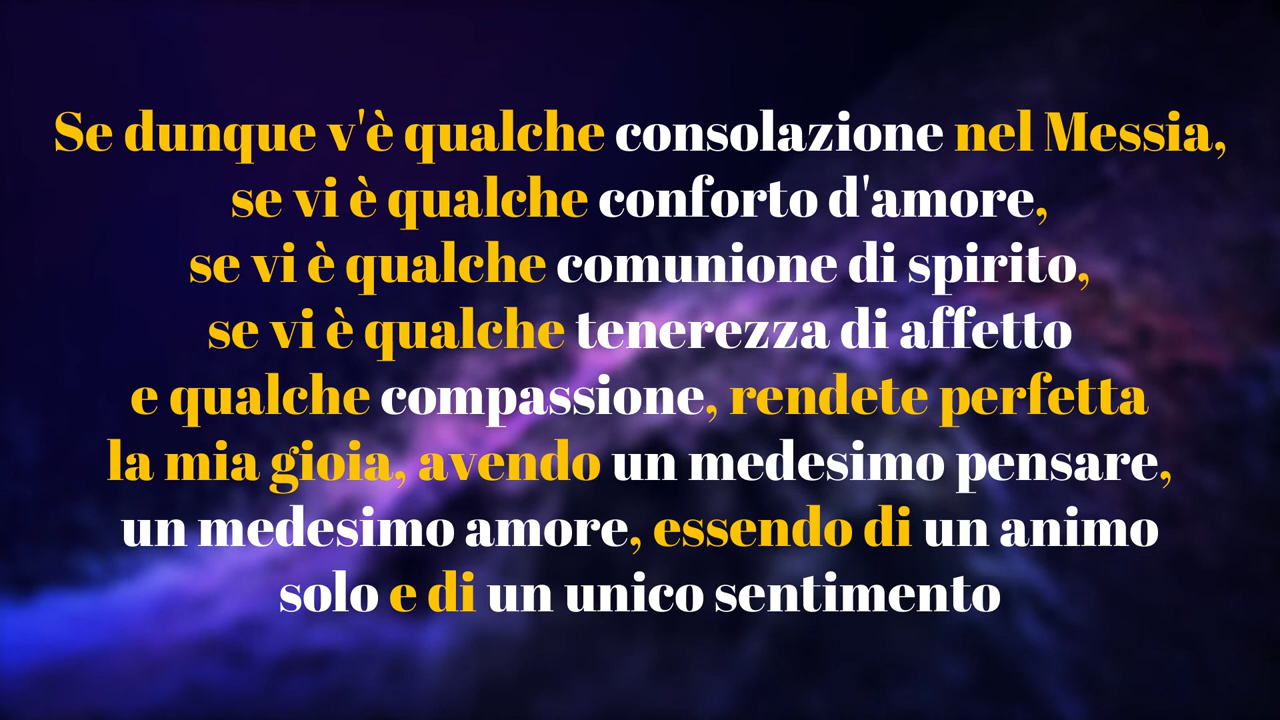 Se dunque v'è qualche consolazione nel Messia,
se vi è qualche conforto d'amore,
se vi è qualche comunione di spirito,
se vi è qualche tenerezza di affetto
e qualche compassione, rendete perfetta
la mia gioia, avendo un medesimo pensare,
un medesimo amore, essendo di un animo
solo e di un unico sentimento